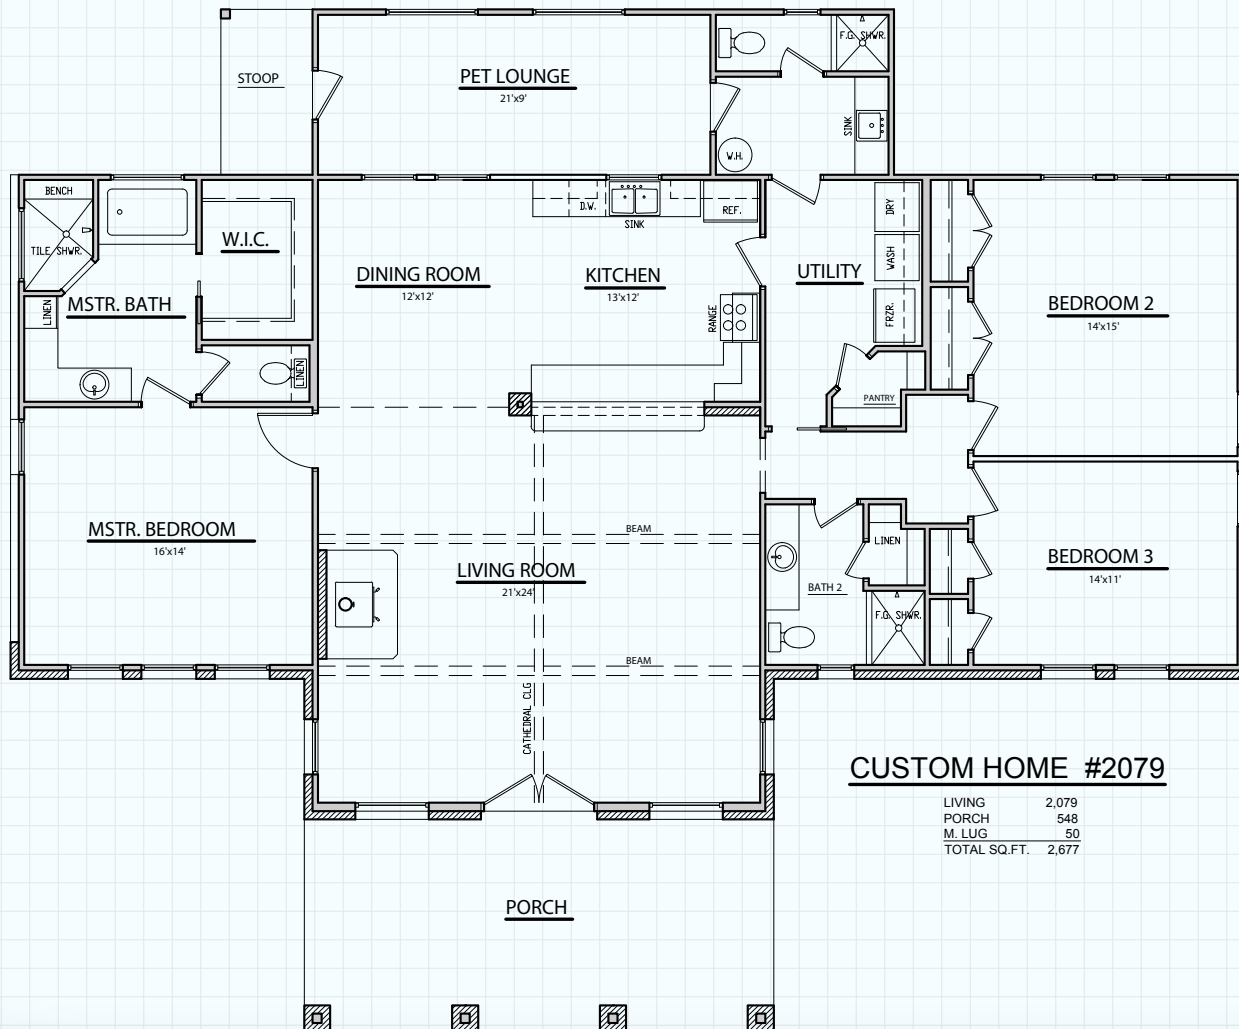 STOOP
PET LOUNGE
21'x9'
F.G. SHWR.
SINK
W.H.
BENCH
TILE SHWR.
W.I.C.
LINEN
MSTR. BATH
LINEN
DINING ROOM
12'x12'
D.W.
SINK
REF.
KITCHEN
13'x12'
RANGE
UTILITY
DRY
WASH
FRZR.
PANTRY
BEDROOM 2
14'x15'
MSTR. BEDROOM
16'x14'
BEAM
LIVING ROOM
21'x24'
BEAM
CATHEDRAL CLG
LINEN
BATH 2
F.G. SHWR.
BEDROOM 3
14'x11'
CUSTOM HOME #2079
LIVING 2,079
PORCH 548
M. LUG 50
TOTAL SQ.FT. 2,677
PORCH